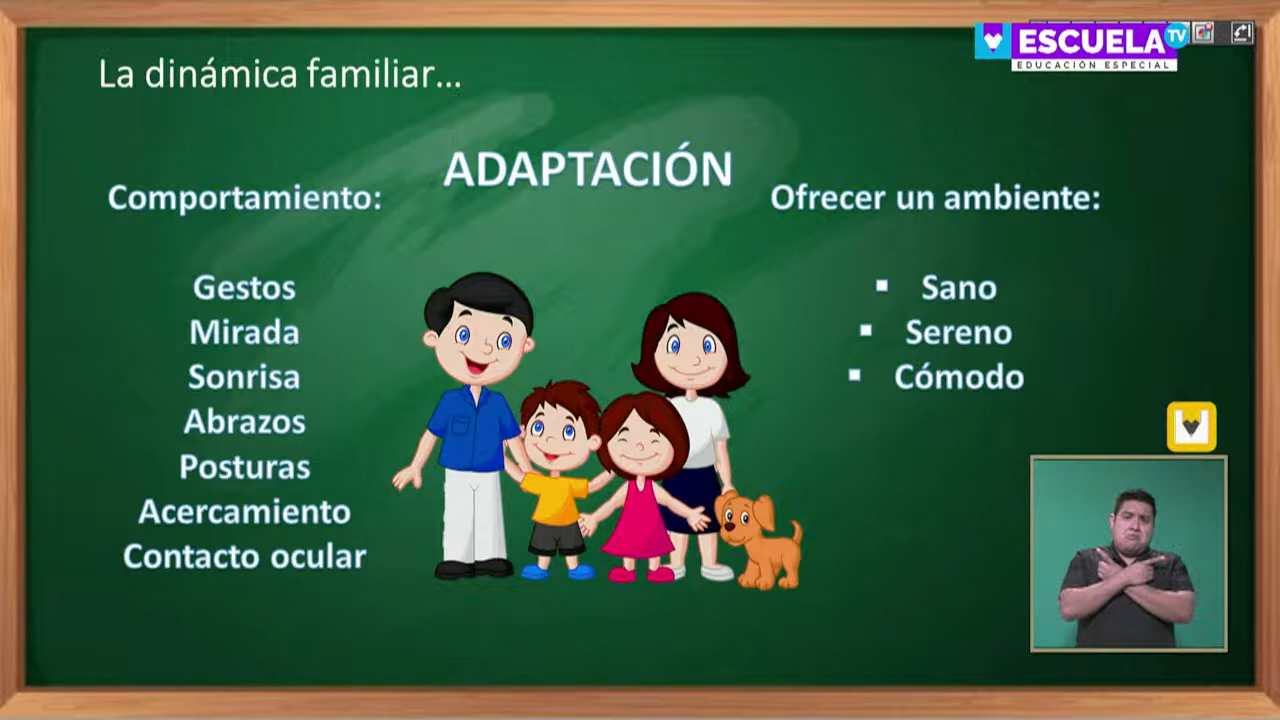 La dinámica familiar...
ESCUELA TV
EDUCACIÓN ESPECIAL
ADAPTACIÓN
Comportamiento:
Gestos
Mirada
Sonrisa
Abrazos
Posturas
Acercamiento
Contacto ocular
Ofrecer un ambiente:
▪ Sano
▪ Sereno
▪ Cómodo